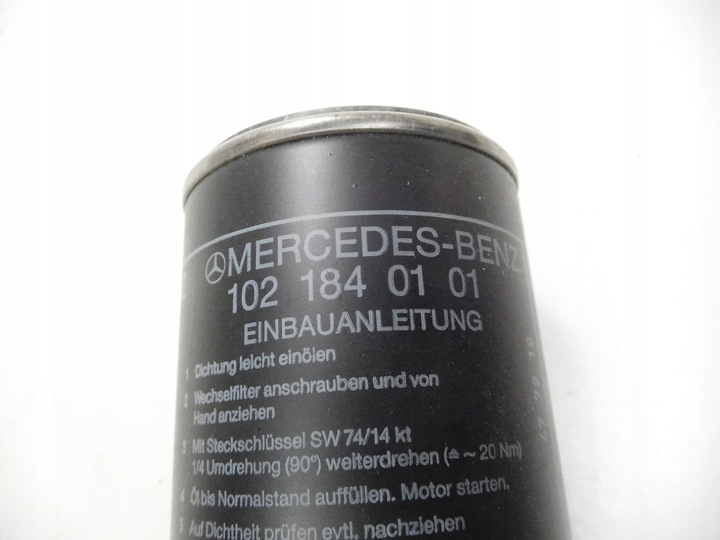 MERCEDES-BENZ
102 184 01 01
EINBAUANLEITUNG
1 Dichtung leicht einölen
2 Wechselfilter anschrauben und von
Hand anziehen
3 Mit Steckschlüssel SW 74/14 kt
1/4 Umdrehung (90°) weiterdrehen (≙ ~ 20 Nm)
4 Öl bis Normalstand auffüllen. Motor starten.
5 Auf Dichtheit prüfen evtl. nachziehen